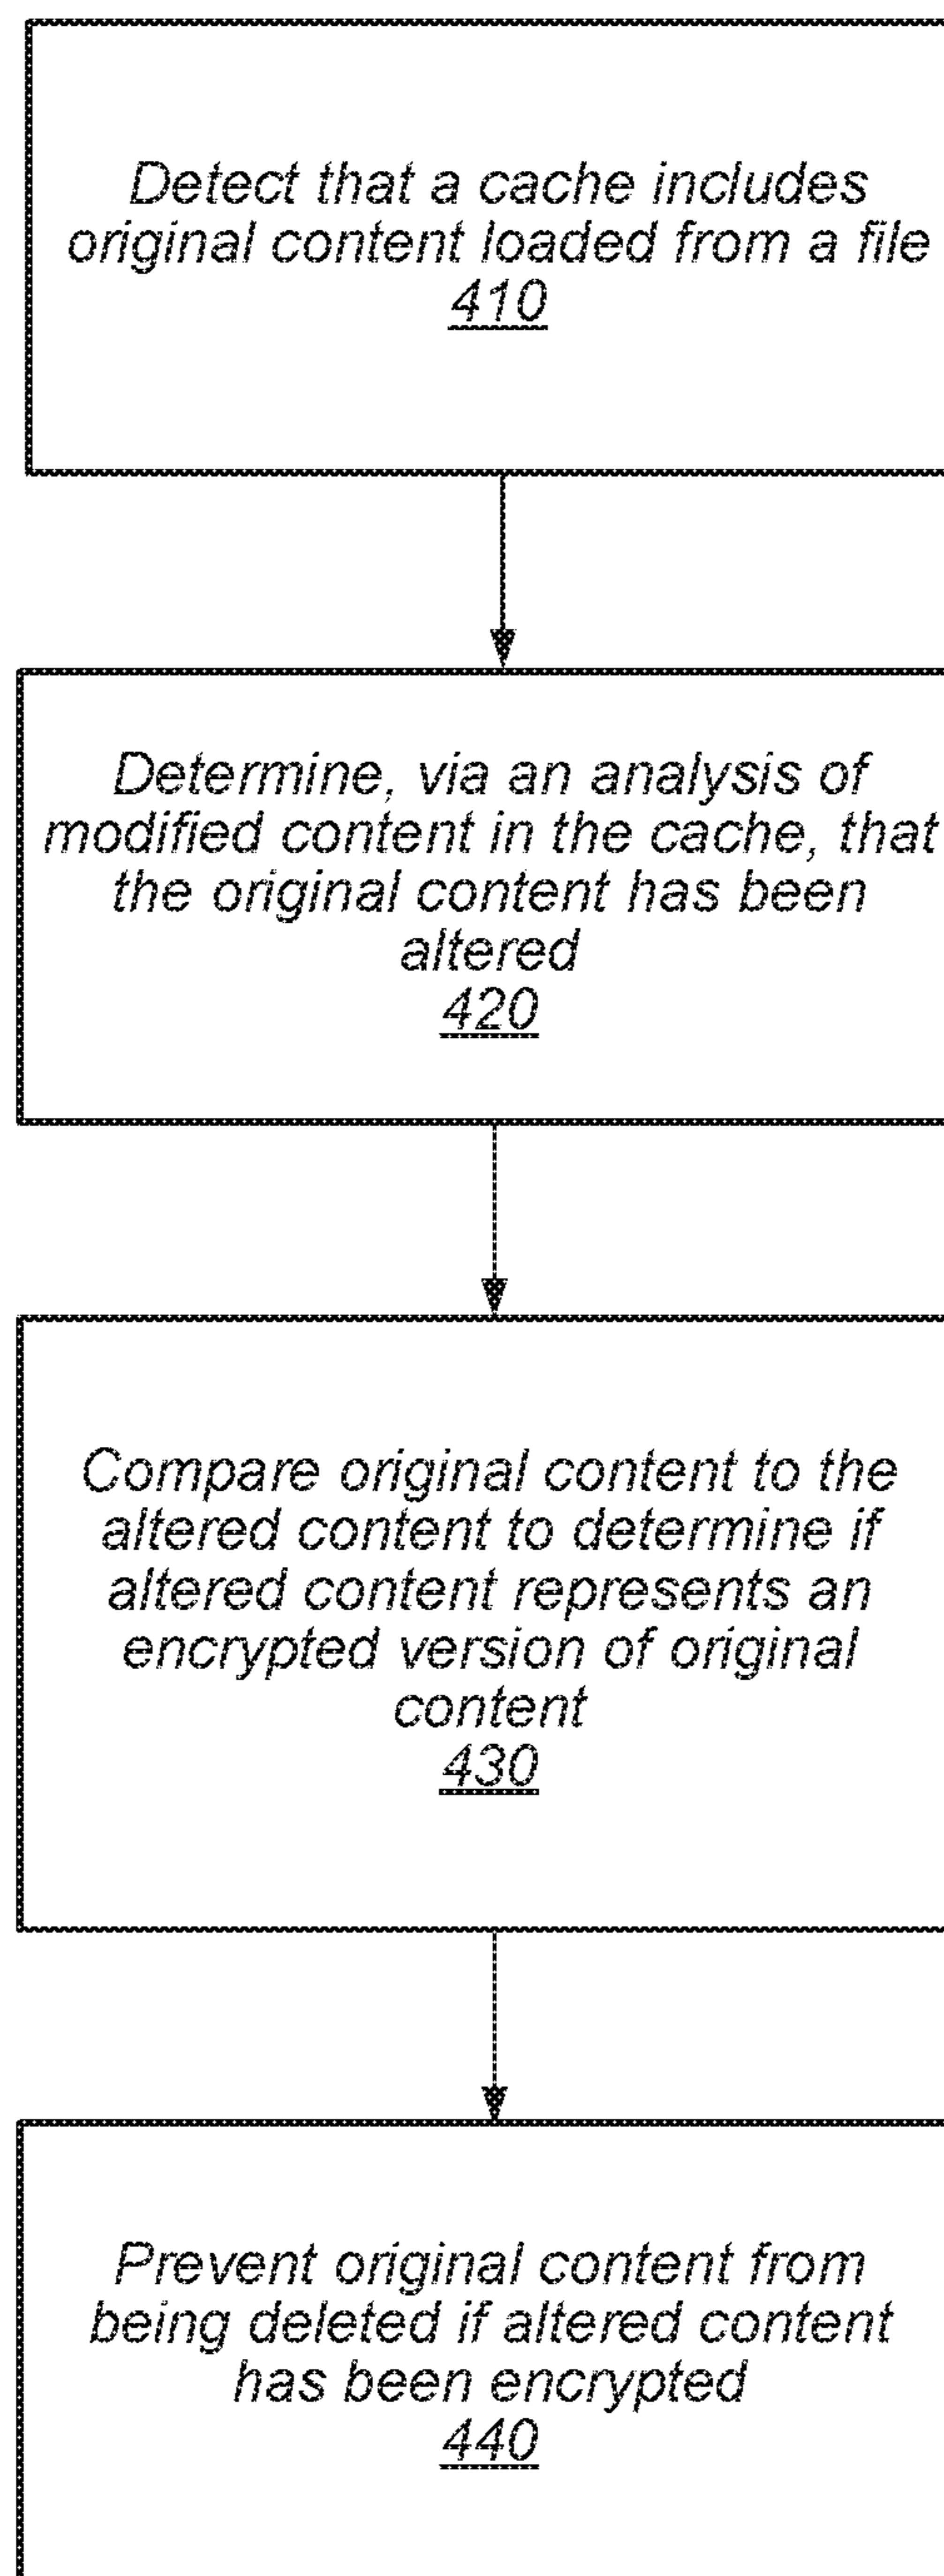 Detect that a cache includes
original content loaded from a file
410
Determine, via an analysis of
modified content in the cache, that
the original content has been
altered
420
Compare original content to the
altered content to determine if
altered content represents an
encrypted version of original
content
430
Prevent original content from
being deleted if altered content
has been encrypted
440